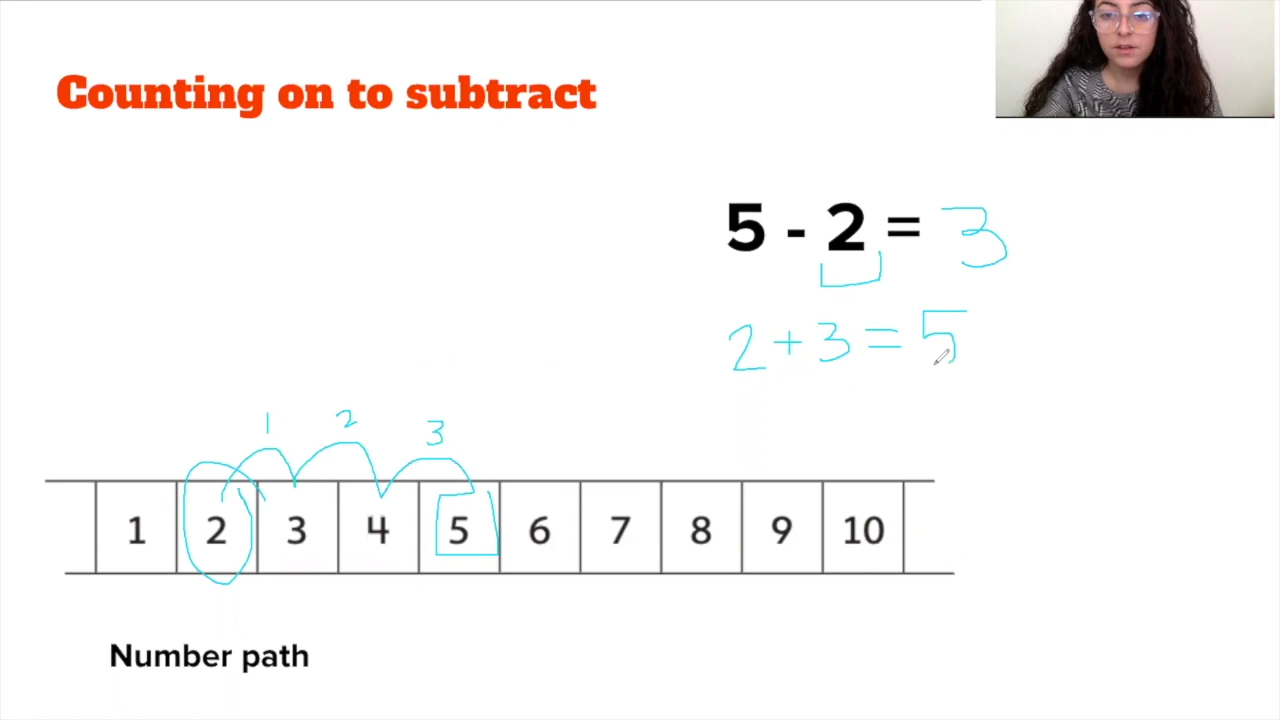 Counting on to subtract
5 - 2 = 3
2 + 3 = 5
1 2 3
1 2 3 4 5 6 7 8 9 10
Number path